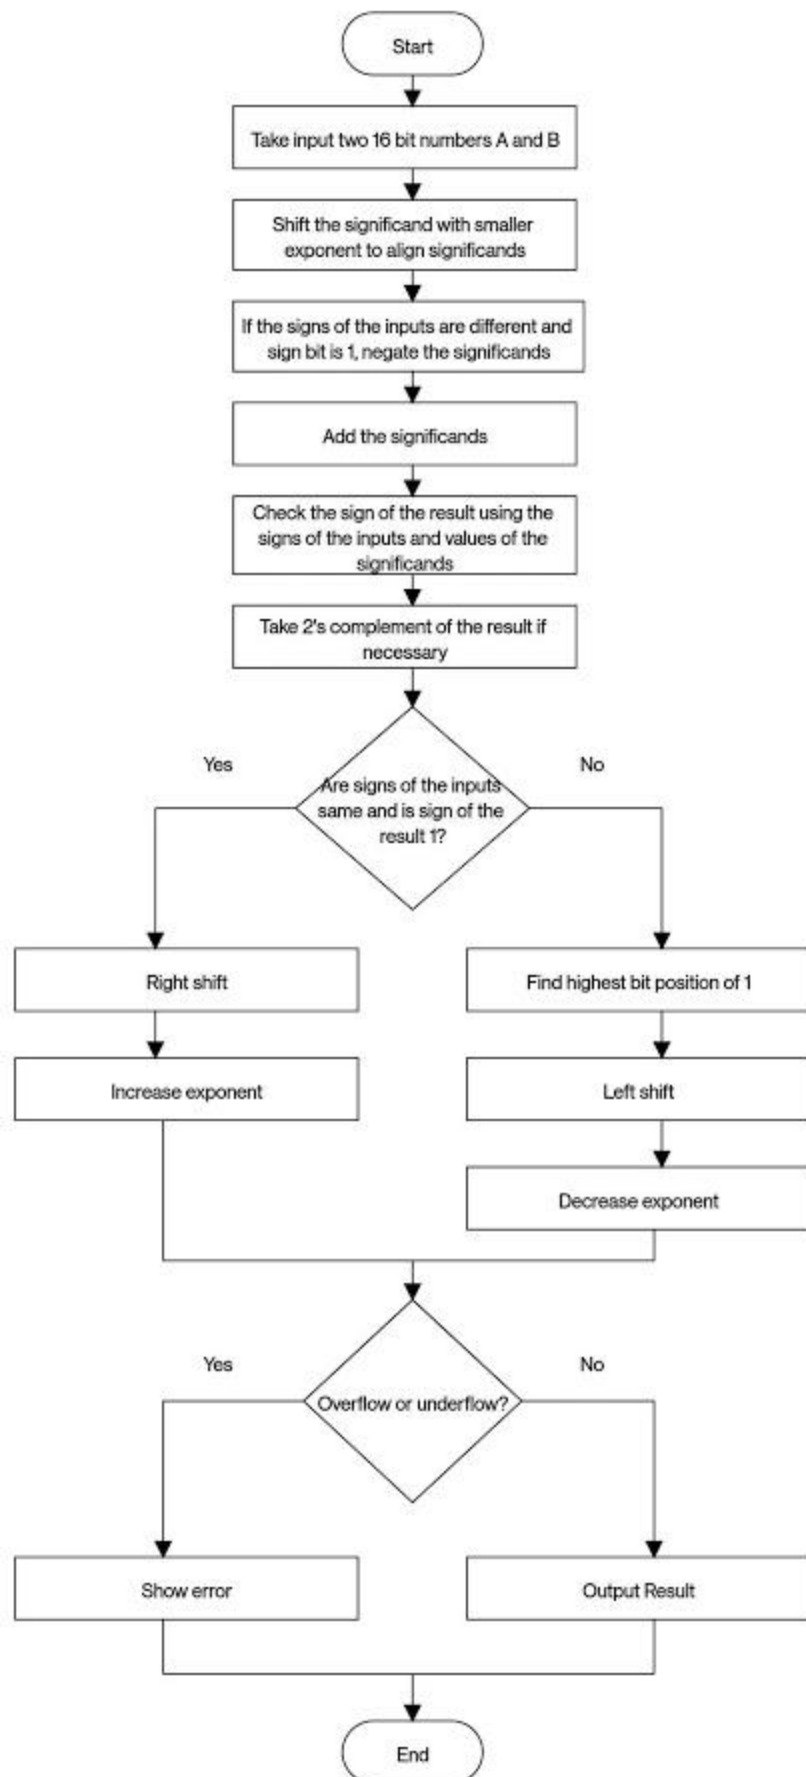 Start
Take input two 16 bit numbers A and B
Shift the significand with smaller
exponent to align significands
If the signs of the inputs are different and
sign bit is 1, negate the significands
Add the significands
Check the sign of the result using the
signs of the inputs and values of the
significands
Take 2's complement of the result if
necessary
Yes
No
Are signs of the inputs
same and is sign of the
result 1?
Right shift
Find highest bit position of 1
Increase exponent
Left shift
Decrease exponent
Yes
No
Overflow or underflow?
Show error
Output Result
End